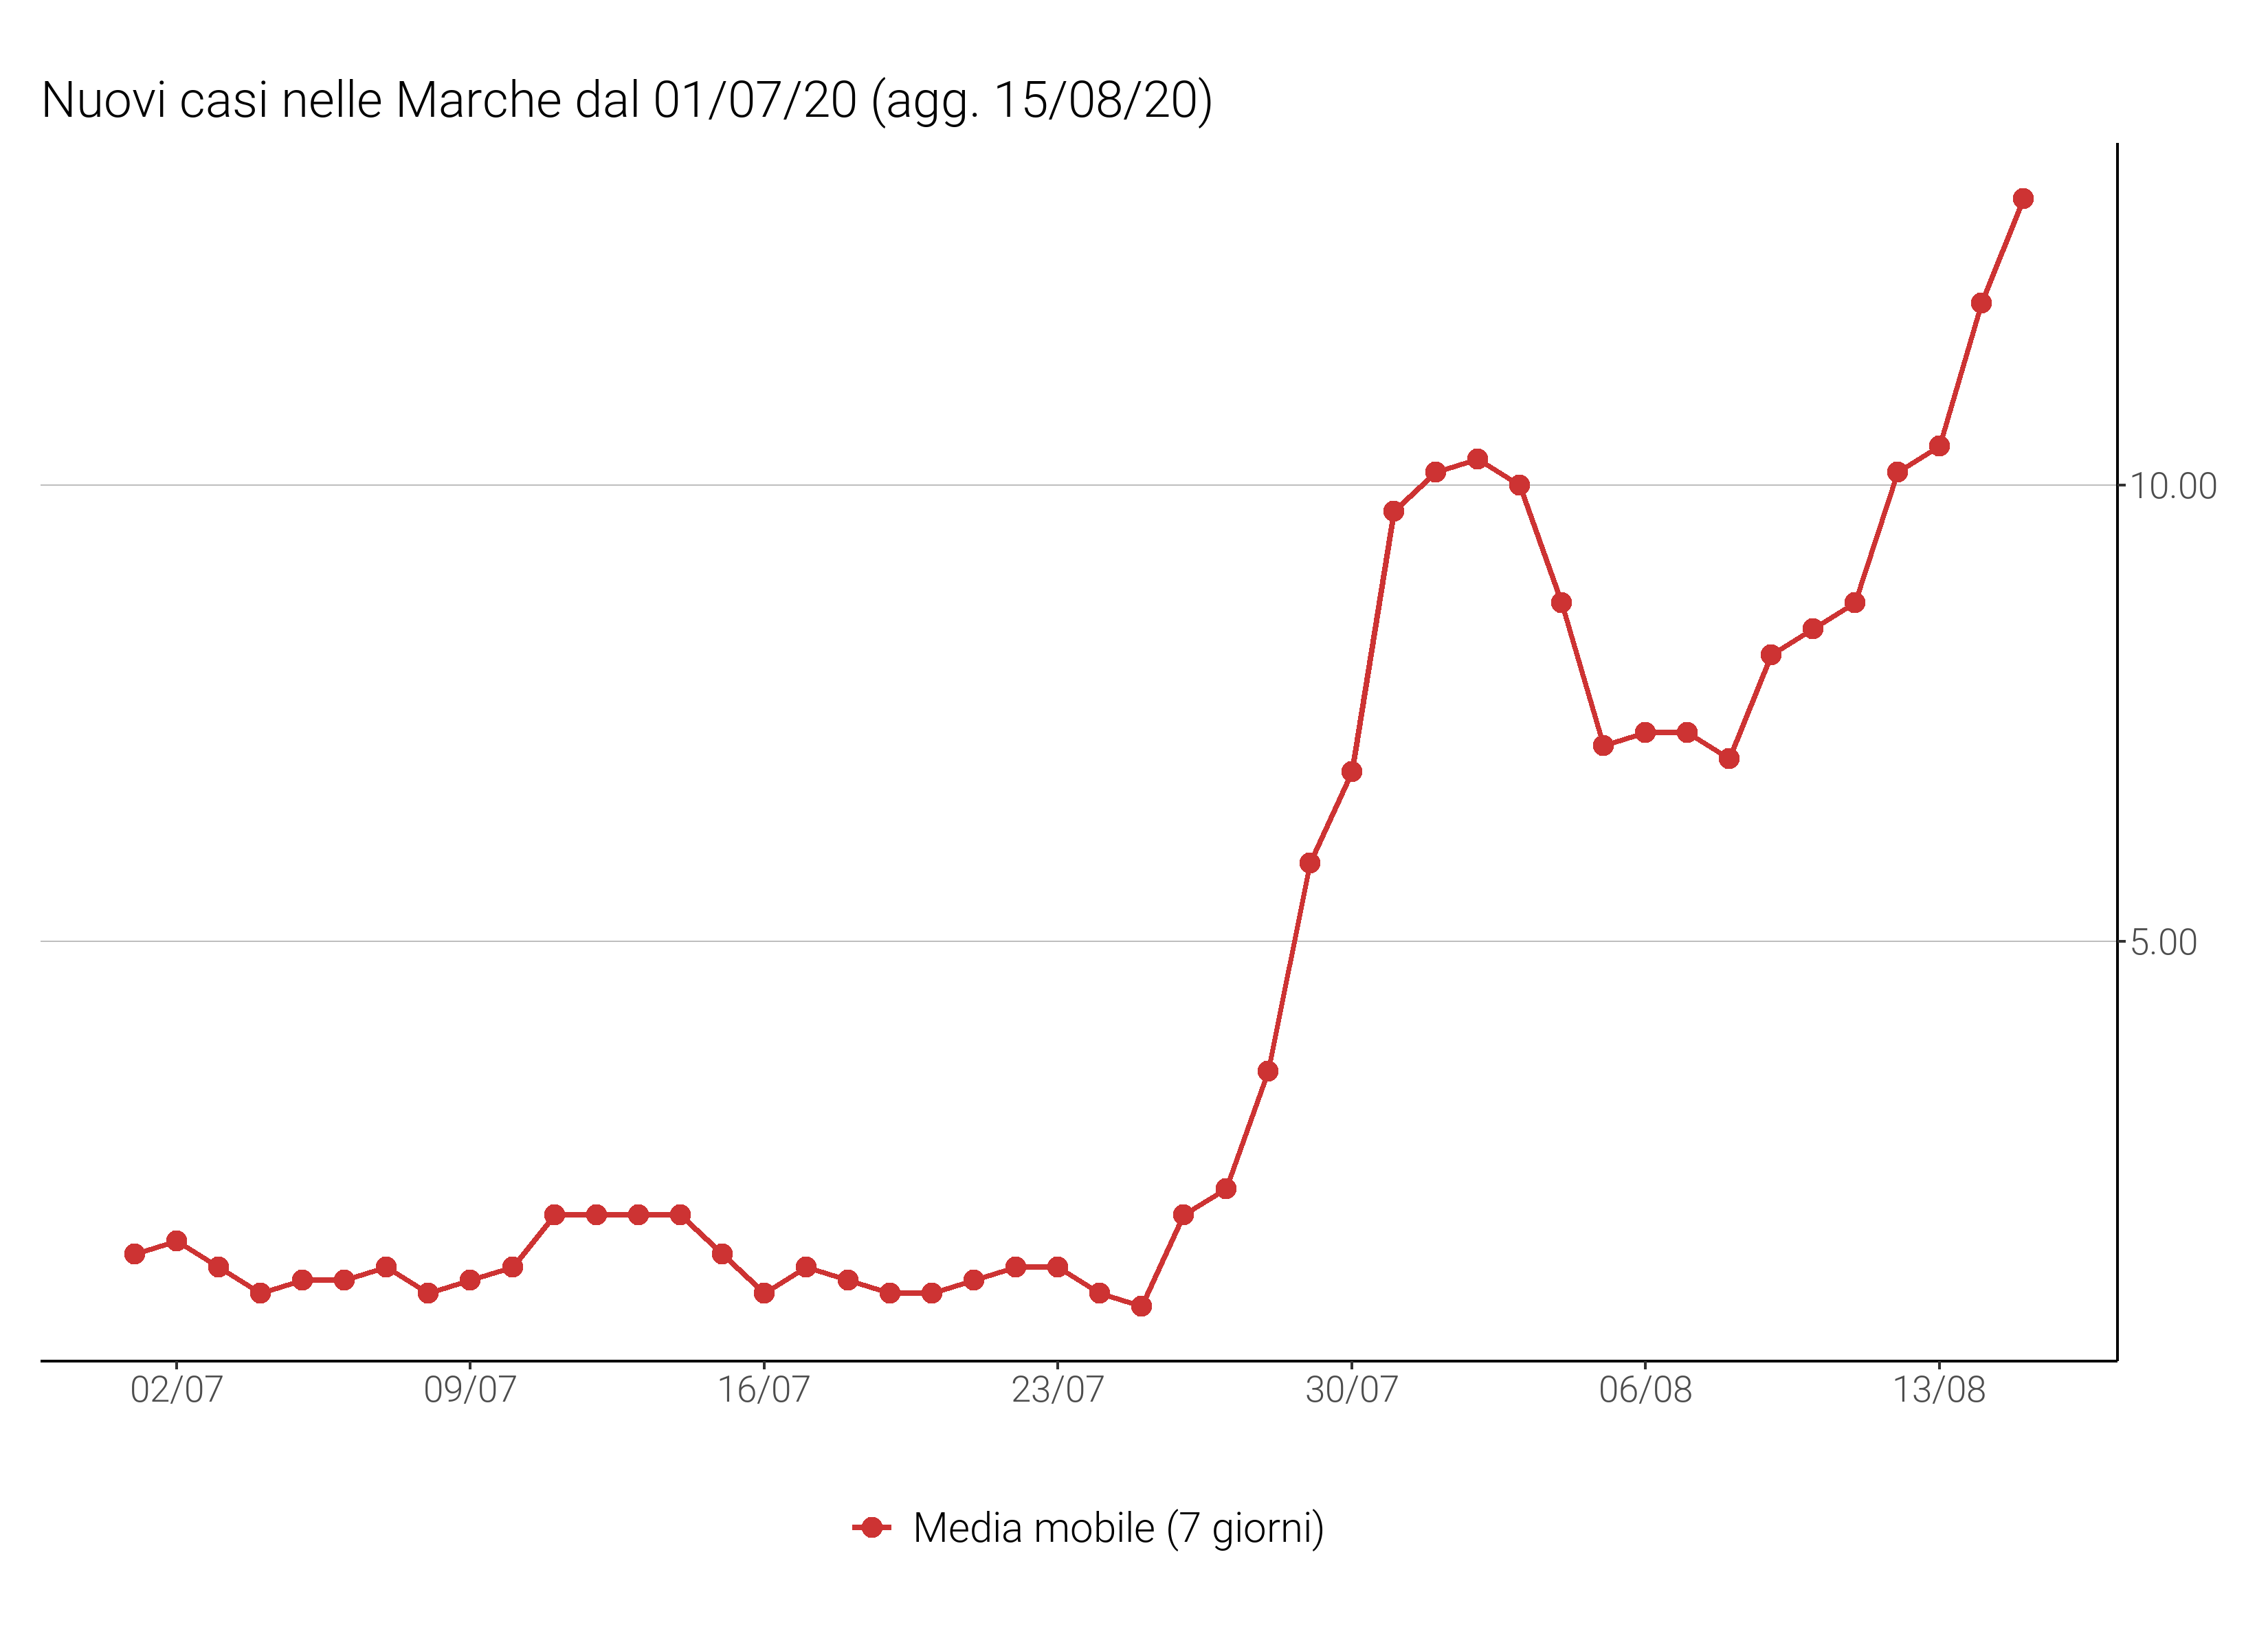 Nuovi casi nelle Marche dal 01/07/20 (agg. 15/08/20)
10.00
5.00
02/07 09/07 16/07 23/07 30/07 06/08 13/08
Media mobile (7 giorni)